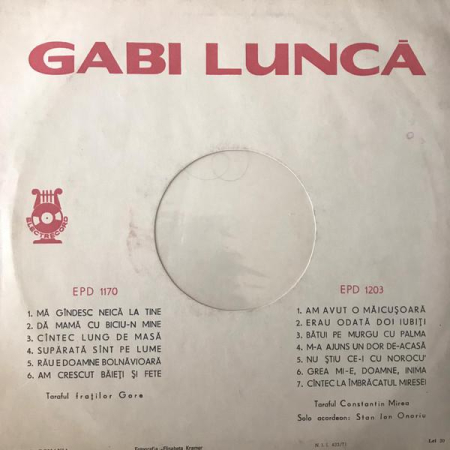 GABI LUNCĂ
ELECTRECORD
EPD 1170
1. MĂ GÎNDESC NEICĂ LA TINE
2. DĂ MAMĂ CU BICIU-N MINE
3. CÎNTEC LUNG DE MASĂ
4. SUPĂRATĂ SÎNT PE LUME
5. RĂU E DOAMNE BOLNĂVIOARĂ
6. AM CRESCUT BĂIEȚI ȘI FETE
Taraful fraților Gore
EPD 1203
1. AM AVUT O MĂICUȘOARĂ
2. ERAU ODATĂ DOI IUBIȚI
3. BĂTUI PE MURGU CU PALMA
4. M-A AJUNS UN DOR DE-ACASĂ
5. NU ȘTIU CE-I CU NOROCU'
6. GREA MI-E, DOAMNE, INIMA
7. CÎNTEC LA ÎMBRĂCATUL MIRESEI
Taraful Constantin Mirea
Solo acordeon: Stan Ion Onoriu
Lei